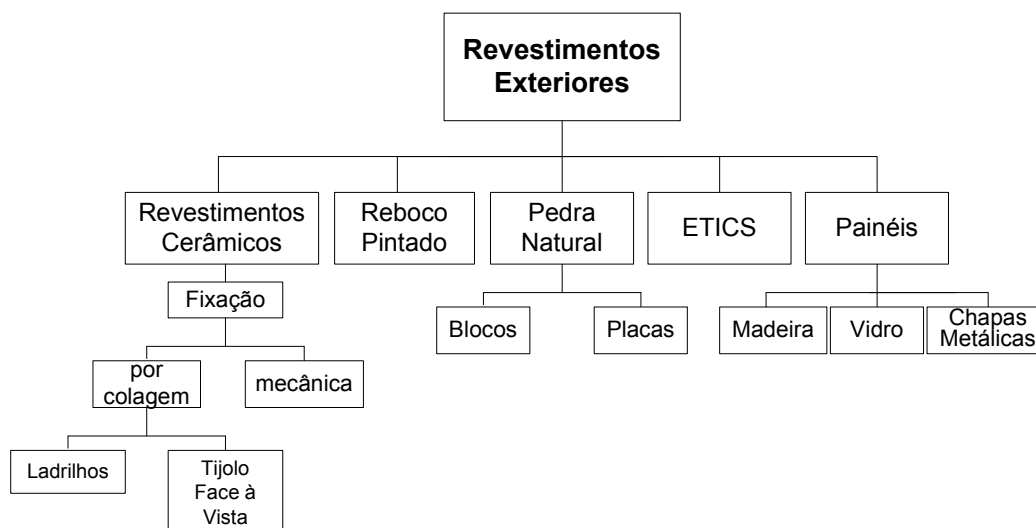 Revestimentos
Exteriores
Revestimentos
Cerâmicos
Reboco
Pintado
Pedra
Natural
ETICS
Painéis
Fixação
Blocos
Placas
Madeira
Vidro
Chapas
Metálicas
por
colagem
mecânica
Ladrilhos
Tijolo
Face à
Vista